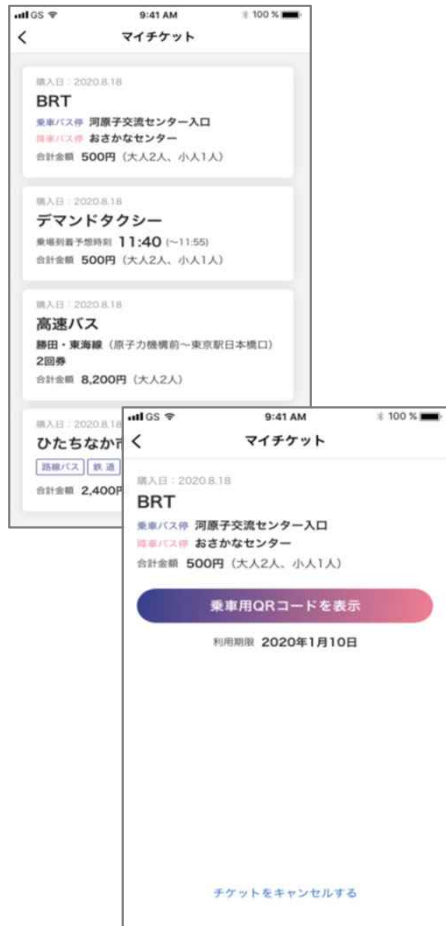 GS 9:41 AM 100 %
マイチケット
購入日：2020.8.18
BRT
乗車バス停 河原子交流センター入口
降車バス停 おさかなセンター
合計金額 500円（大人2人、小人1人）
購入日：2020.8.18
デマンドタクシー
乗場到着予想時刻 11:40 (～11:55)
合計金額 500円（大人2人、小人1人）
購入日：2020.8.18
高速バス
勝田・東海線（原子力機構前～東京駅日本橋口）
2回券
合計金額 8,200円（大人2人）
購入日：2020.8.18
ひたちなか市
路線バス 鉄道
合計金額 2,400円
GS 9:41 AM 100 %
マイチケット
購入日：2020.8.18
BRT
乗車バス停 河原子交流センター入口
降車バス停 おさかなセンター
合計金額 500円（大人2人、小人1人）
乗車用QRコードを表示
利用期限 2020年1月10日
チケットをキャンセルする